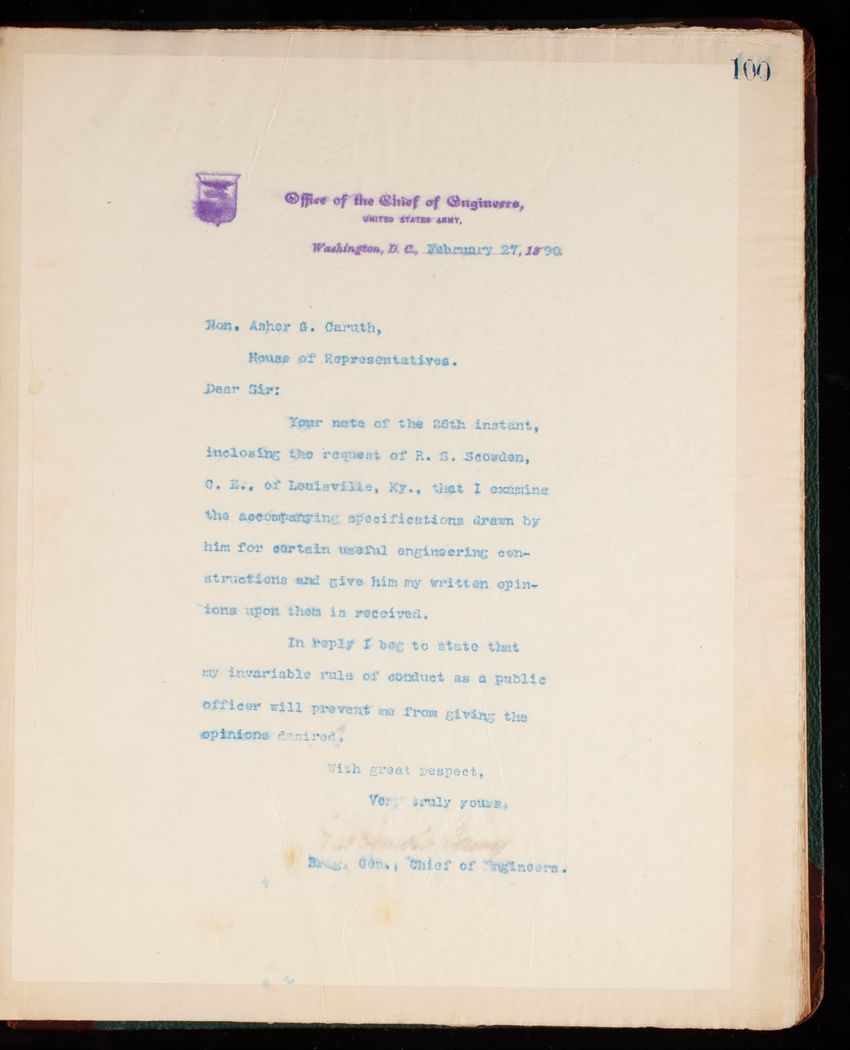 100
Office of the Chief of Engineers,
UNITED STATES ARMY,
Washington, D. C., February 27, 1890.
Hon. Asher G. Caruth,
House of Representatives.
Dear Sir:
Your note of the 26th instant,
inclosing the request of R. S. Scowden,
C. E., of Louisville, Ky., that I examine
the accompanying specifications drawn by
him for certain useful engineering con-
structions and give him my written opin-
ions upon them is received.
In reply I beg to state that
my invariable rule of conduct as a public
officer will prevent me from giving the
opinions desired.
With great respect,
Very truly yours,
Brig. Gen., Chief of Engineers.